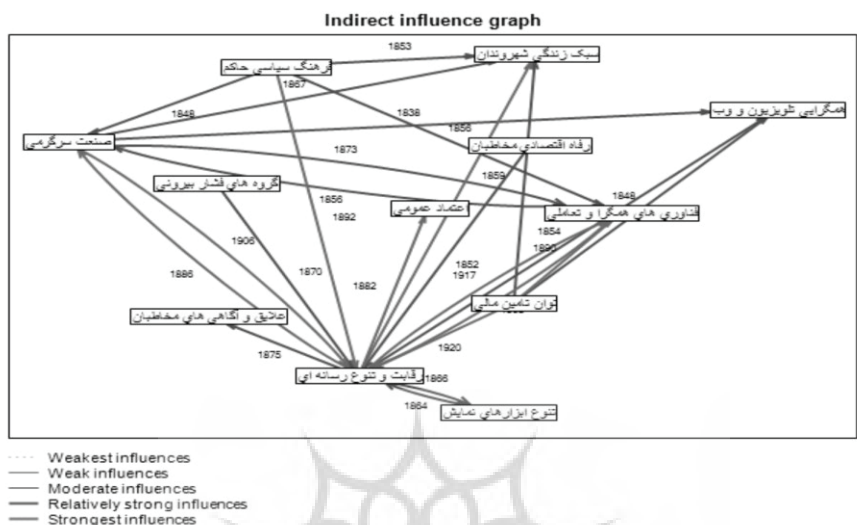 Indirect influence graph
1853
سبک زندگی شهروندان
فرهنگ سیاسی حاکم
1867
همگرایی تلویزیون و وب
1848
1838
1856
صنعت سرگرمی
رفاه اقتصادی مخاطبان
1873
1859
گروه های فشار بیرونی
1856
1848
اعتماد عمومی
فناوری های همگرا و تعاملی
1892
1854
1906
1890
1886
1870
1852
1917
1882
توان تامین مالی
علایق و آگاهی های مخاطبان
1920
1875
رقابت و تنوع رسانه ای
1866
1864
تنوع ابزارهای نمایش
Weakest influences
Weak influences
Moderate influences
Relatively strong influences
Strongest influences